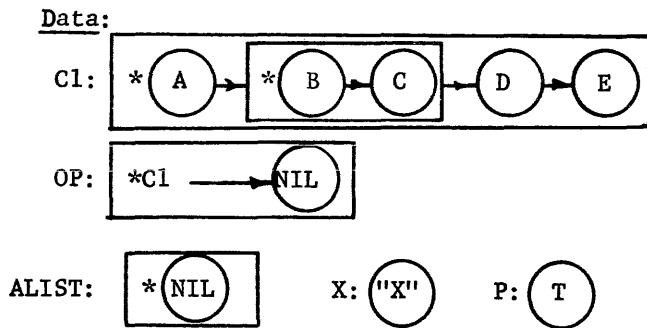 Data:
C1: * A * B C D E
OP: *C1 NIL
ALIST: * NIL X: "X" P: T